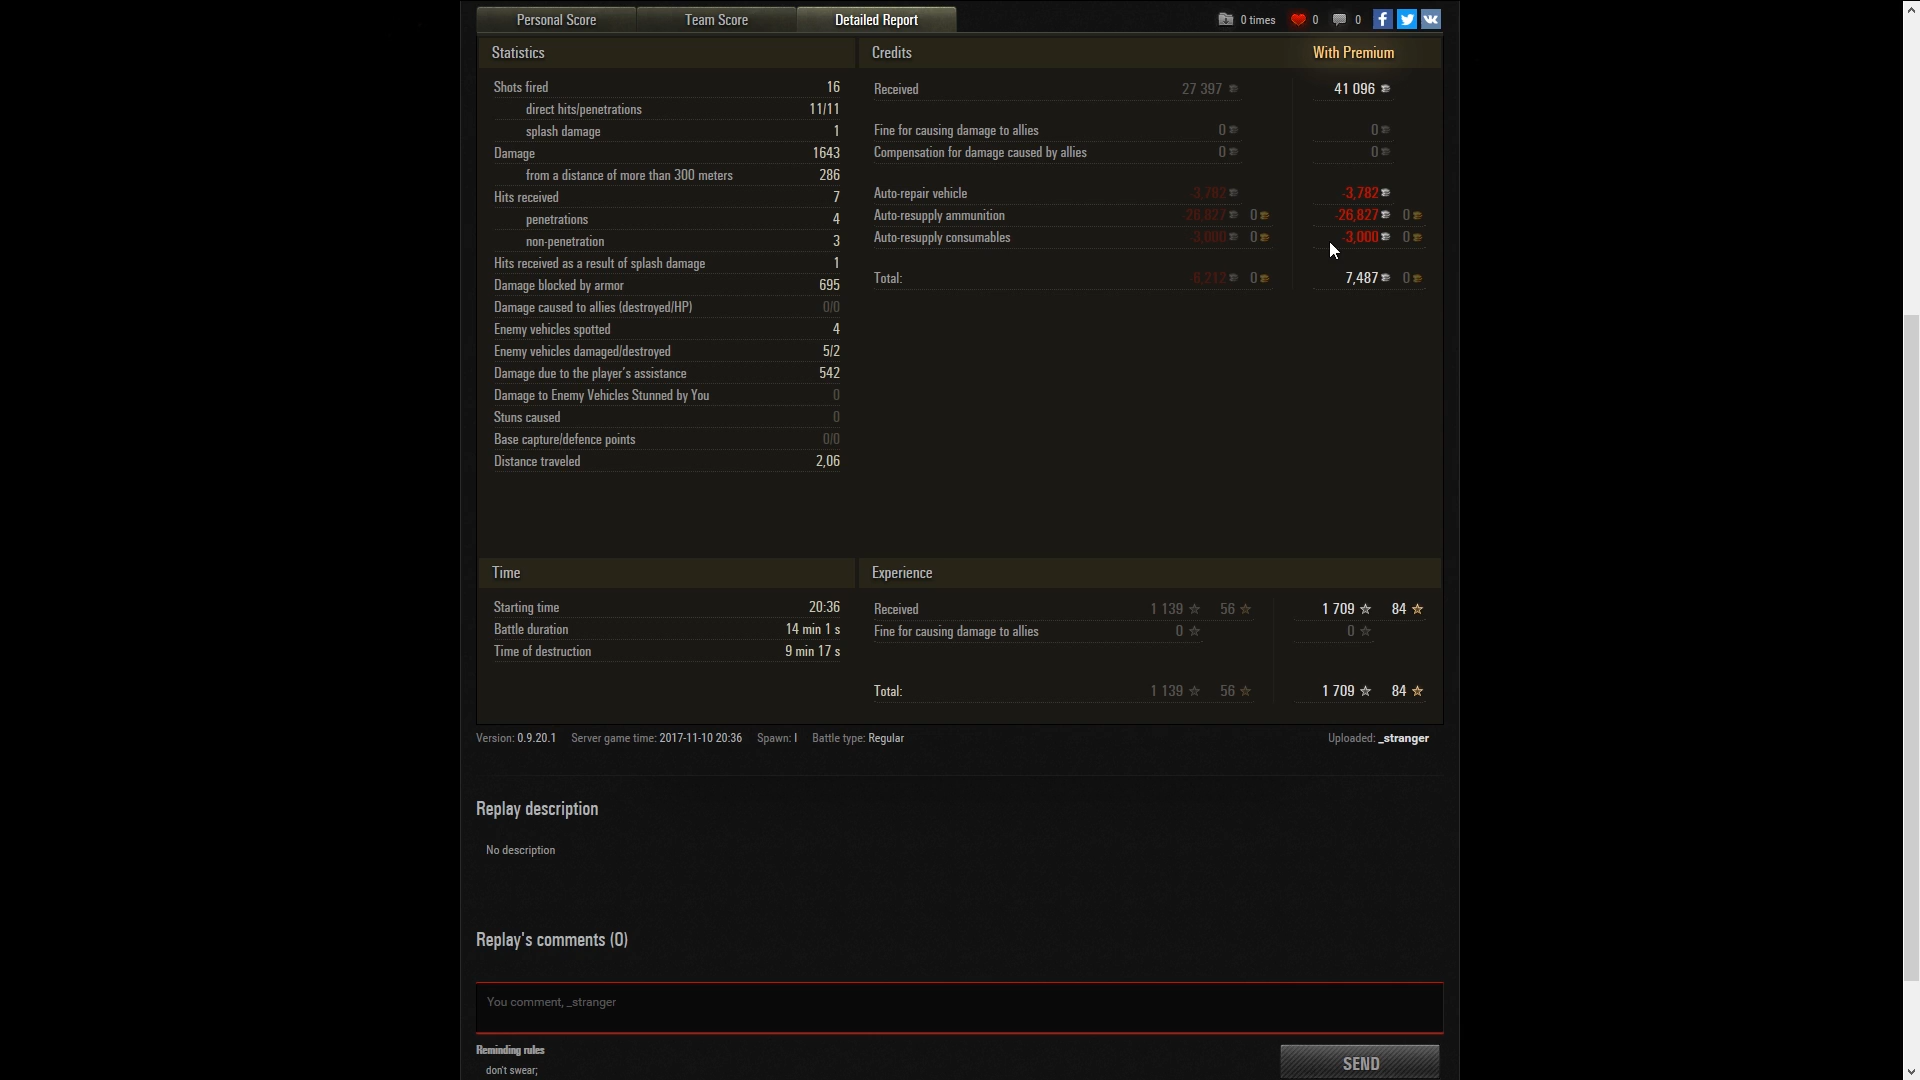 Personal Score Team Score Detailed Report 0 times 0 0
Statistics
Shots fired 16
direct hits/penetrations 11/11
splash damage 1
Damage 1643
from a distance of more than 300 meters 286
Hits received 7
penetrations 4
non-penetration 3
Hits received as a result of splash damage 1
Damage blocked by armor 695
Damage caused to allies (destroyed/HP) 0/0
Enemy vehicles spotted 4
Enemy vehicles damaged/destroyed 5/2
Damage due to the player's assistance 542
Damage to Enemy Vehicles Stunned by You 0
Stuns caused 0
Base capture/defence points 0/0
Distance traveled 2,06
Credits With Premium
Received 27 397 41 096
Fine for causing damage to allies 0 0
Compensation for damage caused by allies 0 0
Auto-repair vehicle -3,782 -3,782
Auto-resupply ammunition -26,827 0 -26,827 0
Auto-resupply consumables -3,000 0 -3,000 0
Total: -6,212 0 7,487 0
Time
Starting time 20:36
Battle duration 14 min 1 s
Time of destruction 9 min 17 s
Experience
Received 1 139 56 1 709 84
Fine for causing damage to allies 0 0
Total: 1 139 56 1 709 84
Version: 0.9.20.1 Server game time: 2017-11-10 20:36 Spawn: I Battle type: Regular Uploaded: _stranger
Replay description
No description
Replay's comments (0)
You comment, _stranger
Reminding rules
don't swear;
SEND